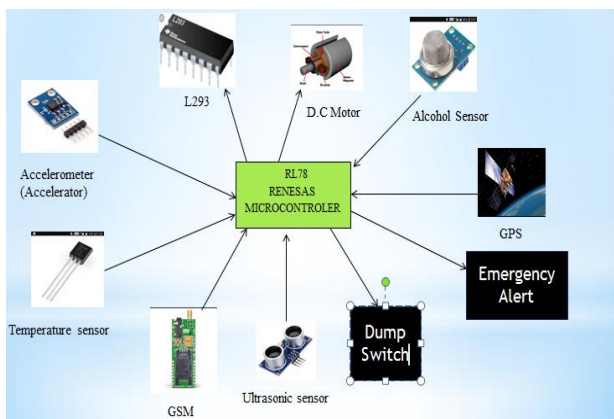 L293
L293
D.C Motor
Alcohol Sensor
Accelerometer
(Accelerator)
RL78
RENESAS
MICROCONTROLER
GPS
Emergency
Alert
Temperature sensor
Dump
Switch
Ultrasonic sensor
GSM